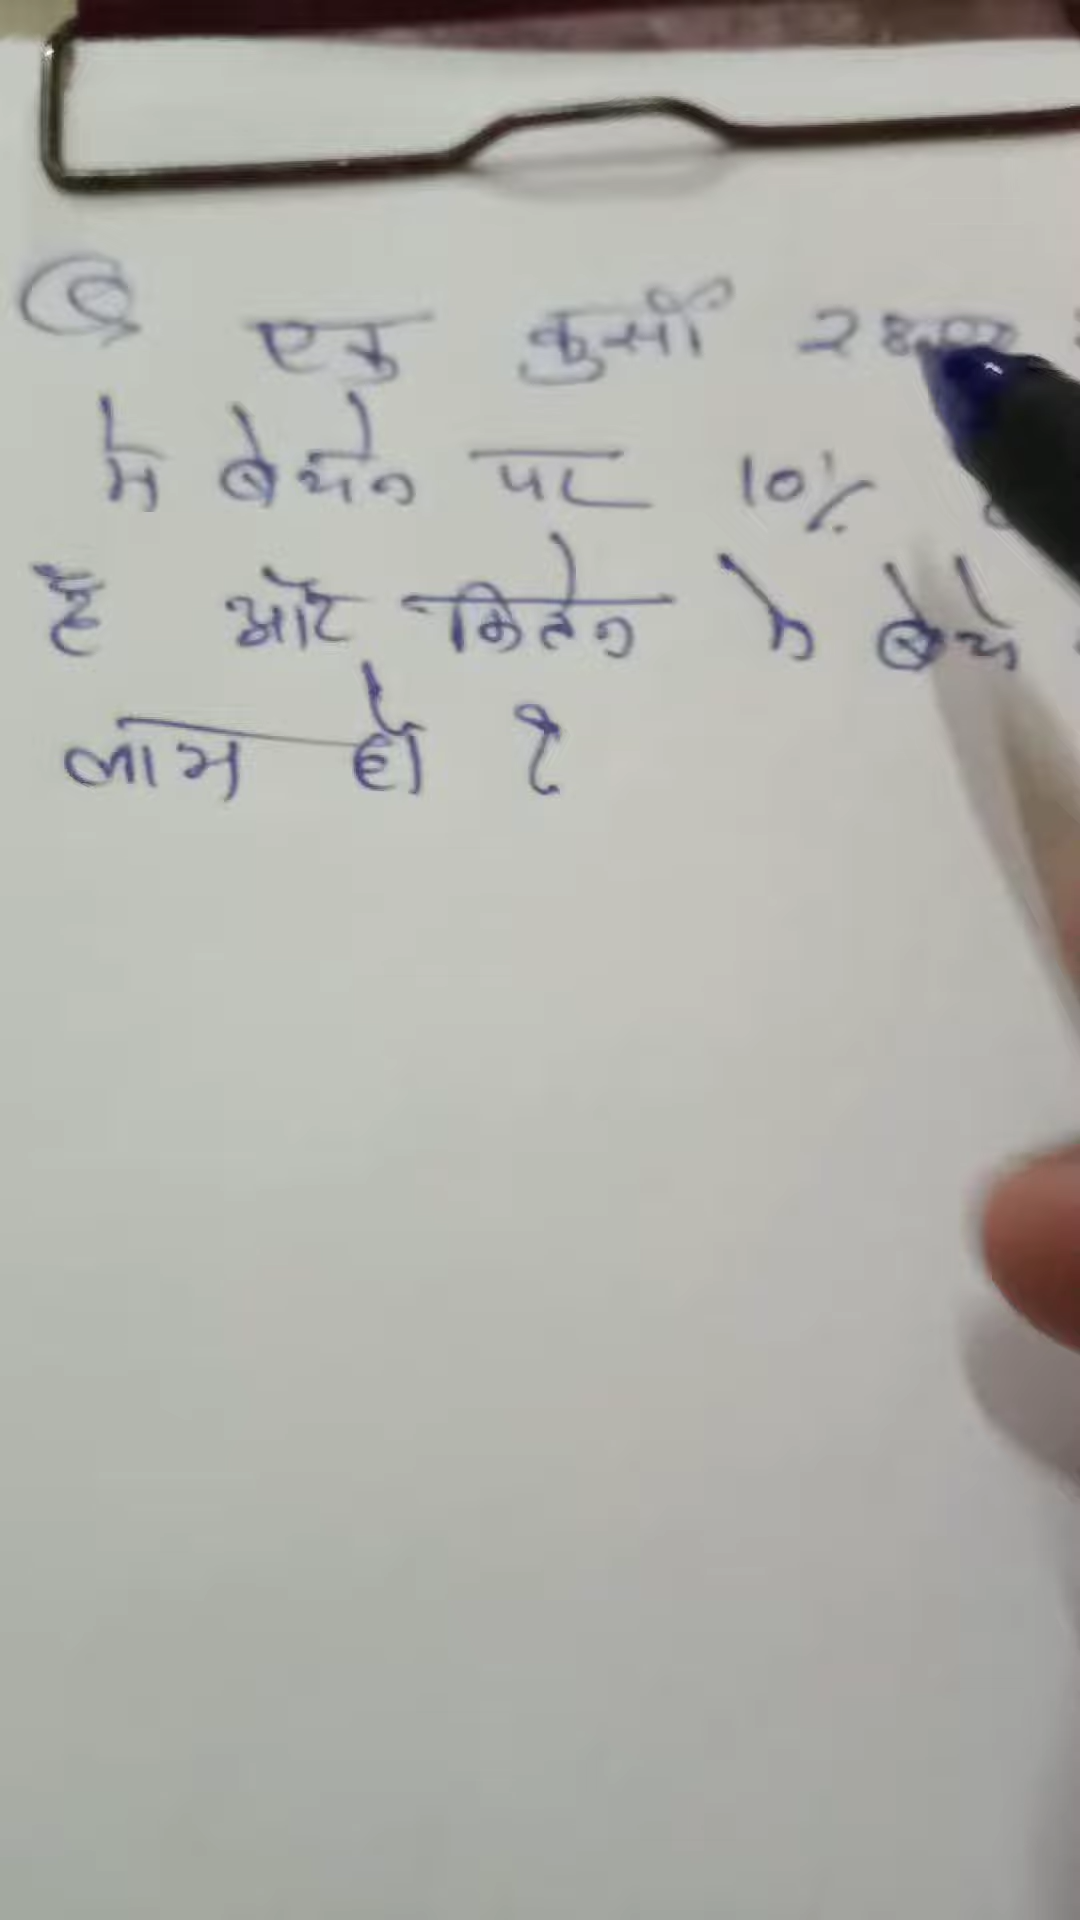 Q एक कुर्सी
मे बेचने पर 10%
है और कितने मे बेचे
लाभ हो ?